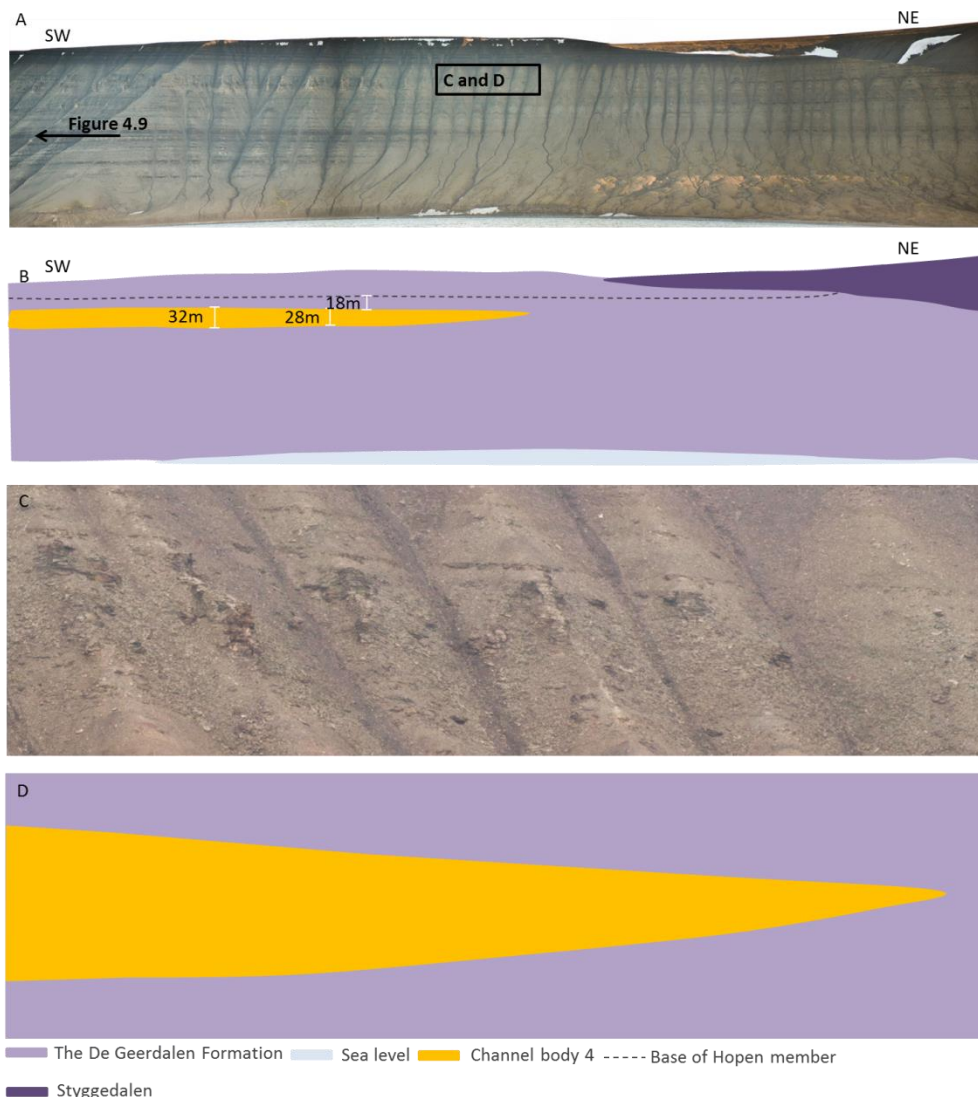 A
SW
NE
C and D
Figure 4.9
SW
NE
B
18m
32m
28m
C
D
The De Geerdalen Formation Sea level Channel body 4 Base of Hopen member
Styggedalen